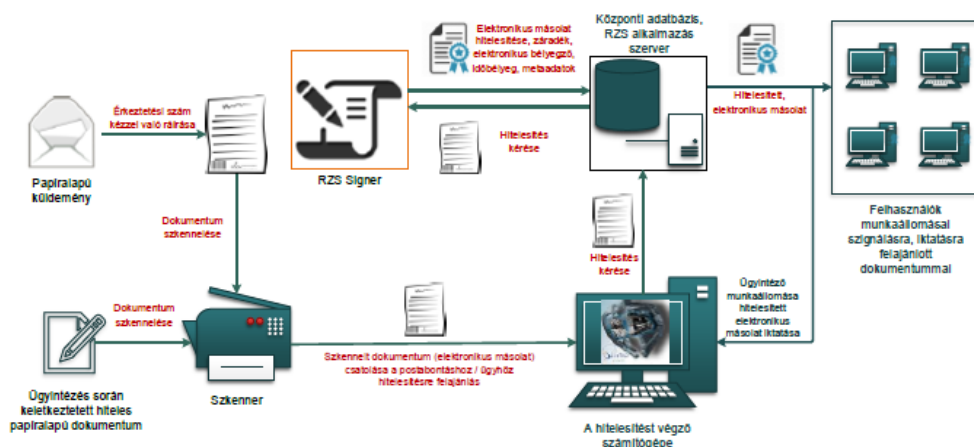 Elektronikus másolat
hitelesítése, záradék,
elektronikus bélyegző,
időbélyeg, metaadatok
Központi adatbázis,
RZS alkalmazás
szerver
Érkeztetési szám
kézzel való ráírása
Hitelesítés
kérése
Hitelesített,
elektronikus másolat
Papíralapú
küldemény
RZS Signer
Felhasználók
munkaállomásai
szignálásra, iktatásra
felajánlott
dokumentummal
Dokumentum
szkennelése
Hitelesítés
kérése
Dokumentum
szkennelése
Ügyintéző
munkaállomása
hitelesített
elektronikus
másolat iktatása
Szkennelt dokumentum (elektronikus másolat)
csatolása a postabontáshoz / ügyhöz
hitelesítésre felajánlás
Ügyintézés során
keletkeztetett hiteles
papíralapú dokumentum
Szkenner
A hitelesítést végző
számítógépe